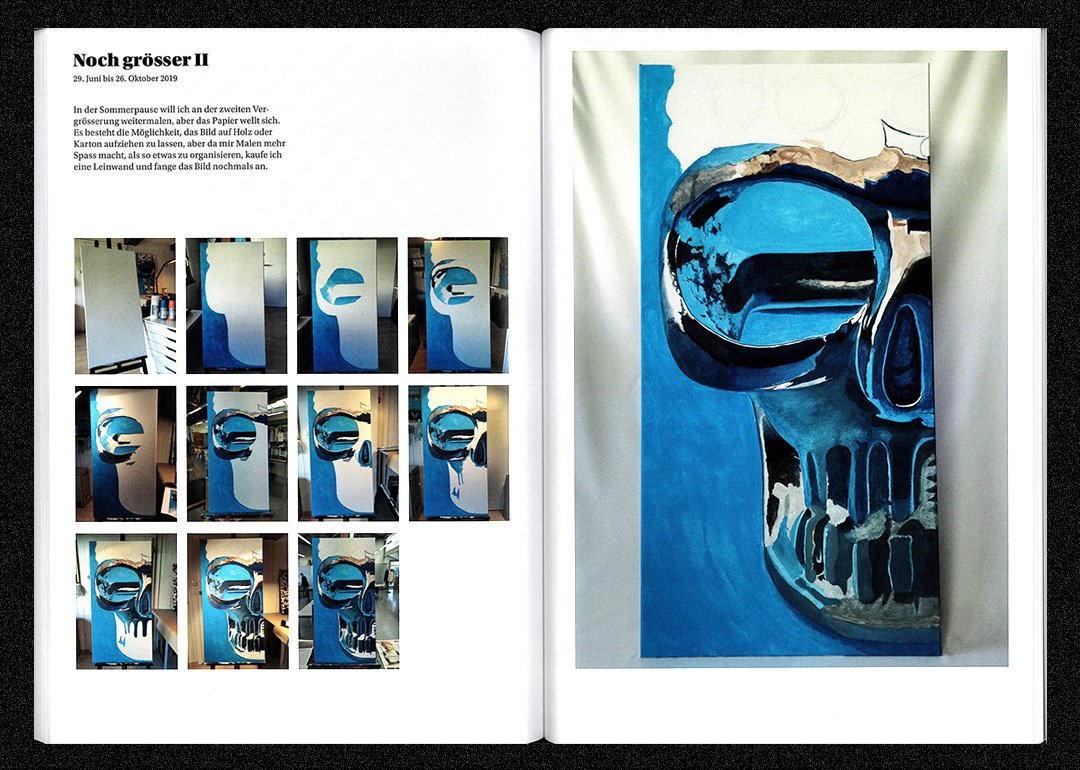 Noch grösser II
29. Juni bis 26. Oktober 2019
In der Sommerpause will ich an der zweiten Ver-
grösserung weitermalen, aber das Papier wellt sich.
Es besteht die Möglichkeit, das Bild auf Holz oder
Karton aufziehen zu lassen, aber da mir Malen mehr
Spass macht, als so etwas zu organisieren, kaufe ich
eine Leinwand und fange das Bild nochmals an.